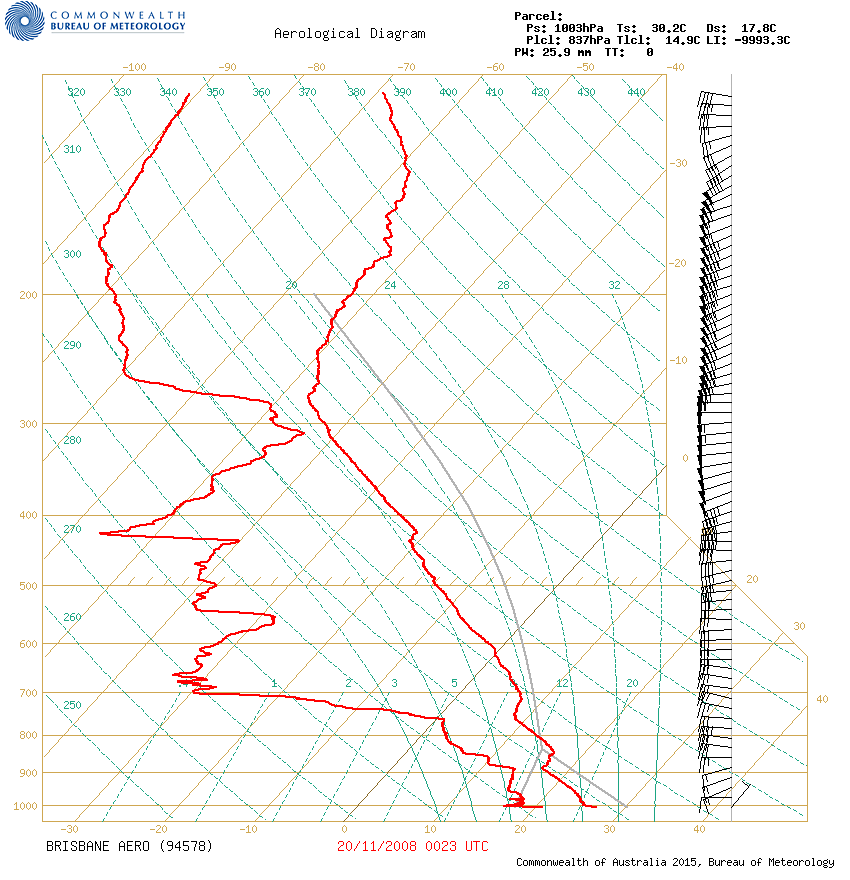 COMMONWEALTH
BUREAU OF METEOROLOGY
Aerological Diagram
Parcel:
Ps: 1003hPa Ts: 30.2C Ds: 17.8C
Plcl: 837hPa Tlcl: 14.9C LI: -9993.3C
PW: 25.9 mm TT: 0
-100 -90 -80 -70 -60 -50 -40
320 330 340 350 360 370 380 390 400 410 420 430 440
310
-30
300
-20
20 24 28 32
200
290
-10
300
280
0
400
270
500
20
260
30
600
1 2 3 5 8 12 20
700
40
250
800
900
1000
-30 -20 -10 0 10 20 30 40
BRISBANE AERO (94578)
20/11/2008 0023 UTC
Commonwealth of Australia 2015, Bureau of Meteorology